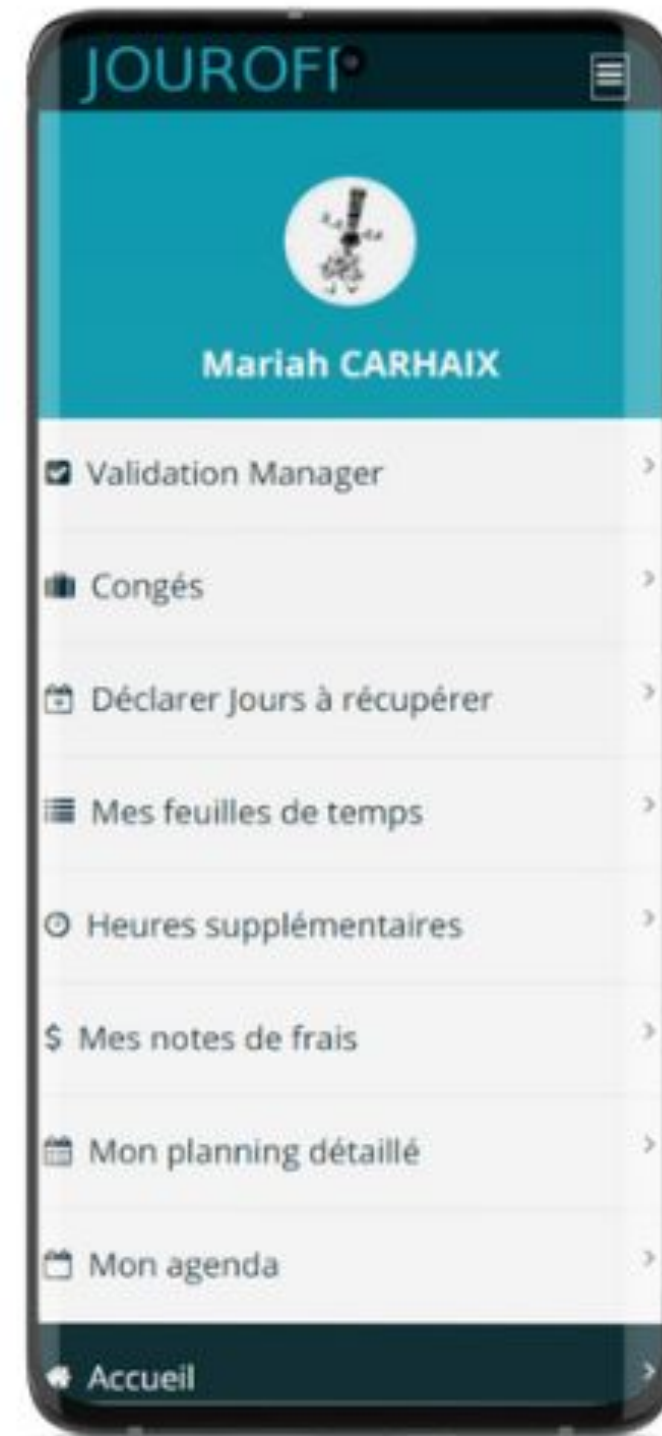 JOUROFF
Mariah CARHAIX
Validation Manager
Congés
Déclarer Jours à récupérer
Mes feuilles de temps
Heures supplémentaires
$ Mes notes de frais
Mon planning détaillé
Mon agenda
Accueil